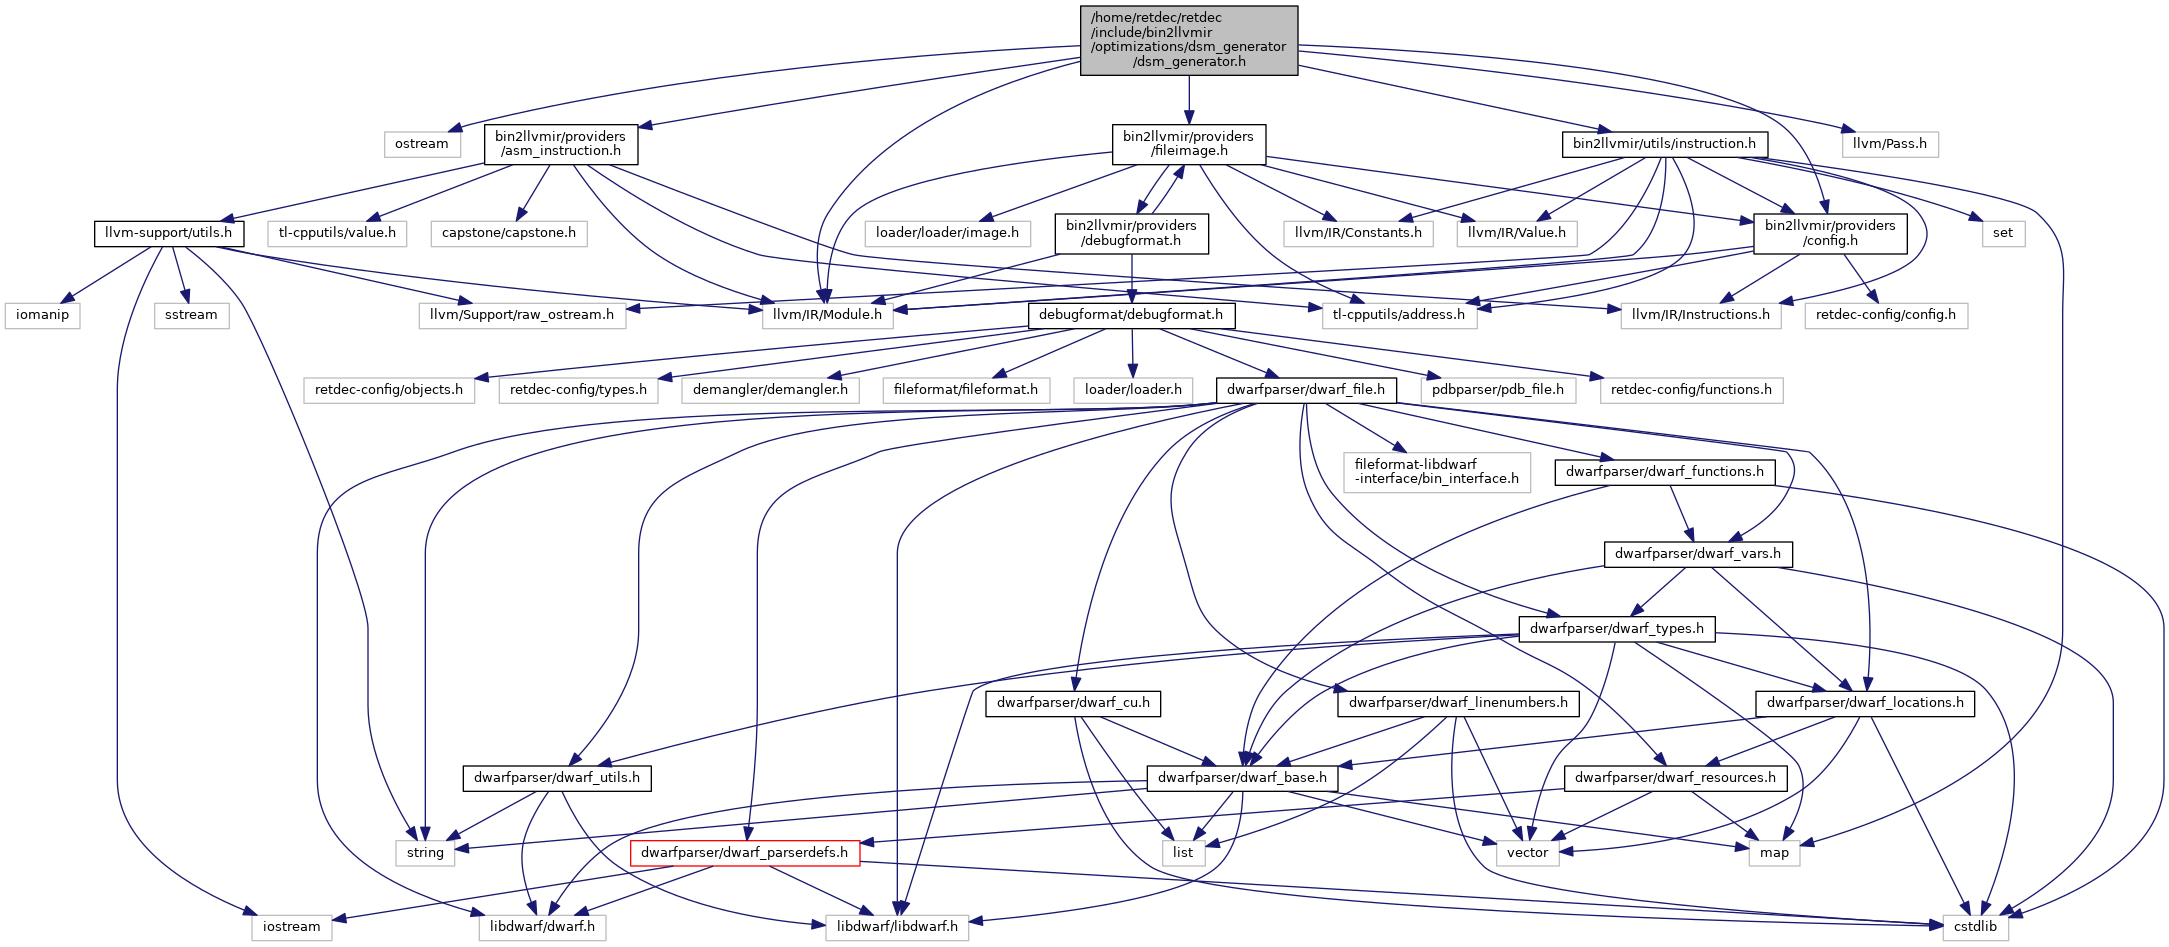 /home/retdec/retdec
/include/bin2llvmir
/optimizations/dsm_generator
/dsm_generator.h
ostream
bin2llvmir/providers
/asm_instruction.h
bin2llvmir/providers
/fileimage.h
bin2llvmir/utils/instruction.h
llvm/Pass.h
llvm-support/utils.h
tl-cpputils/value.h
capstone/capstone.h
loader/loader/image.h
bin2llvmir/providers
/debugformat.h
llvm/IR/Constants.h
llvm/IR/Value.h
bin2llvmir/providers
/config.h
set
iomanip
sstream
llvm/Support/raw_ostream.h
llvm/IR/Module.h
debugformat/debugformat.h
tl-cpputils/address.h
llvm/IR/Instructions.h
retdec-config/config.h
retdec-config/objects.h
retdec-config/types.h
demangler/demangler.h
fileformat/fileformat.h
loader/loader.h
dwarfparser/dwarf_file.h
pdbparser/pdb_file.h
retdec-config/functions.h
fileformat-libdwarf
-interface/bin_interface.h
dwarfparser/dwarf_functions.h
dwarfparser/dwarf_vars.h
dwarfparser/dwarf_types.h
dwarfparser/dwarf_cu.h
dwarfparser/dwarf_linenumbers.h
dwarfparser/dwarf_locations.h
dwarfparser/dwarf_utils.h
dwarfparser/dwarf_base.h
dwarfparser/dwarf_resources.h
string
dwarfparser/dwarf_parserdefs.h
list
vector
map
iostream
libdwarf/dwarf.h
libdwarf/libdwarf.h
cstdlib